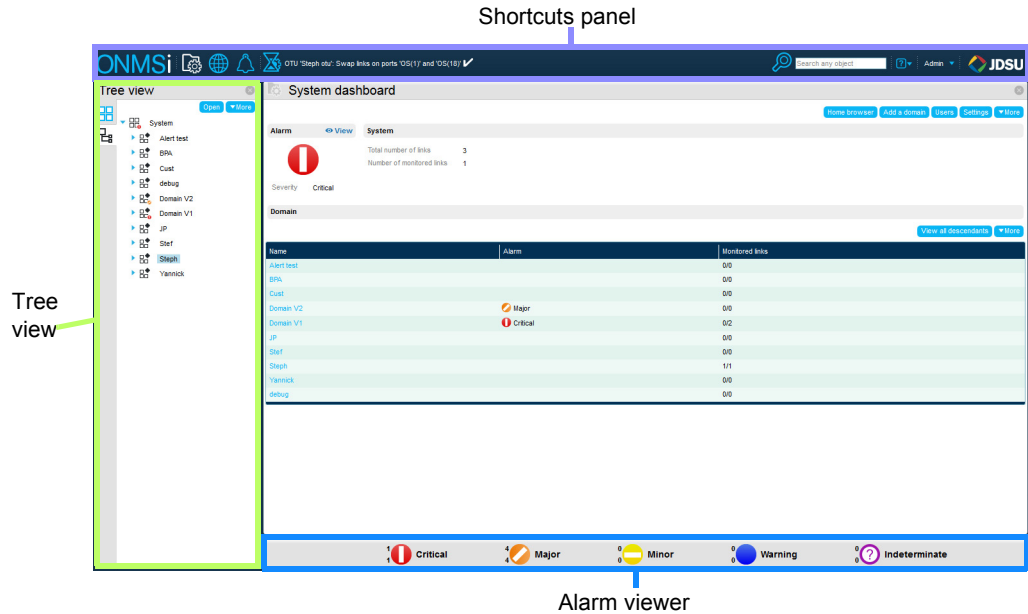 Shortcuts panel
ONMSi
OTU 'Steph otu': Swap links on ports 'OS(1)' and 'OS(18)'
Search any object
?
Admin
JDSU
Tree view
Open
More
System
Alert test
BPA
Cust
debug
Domain V2
Domain V1
JP
Stef
Steph
Yannick
Tree view
System dashboard
Home browser
Add a domain
Users
Settings
More
Alarm
View
System
Total number of links 3
Number of monitored links 1
Severity Critical
Domain
View all descendants
More
Name Alarm Monitored links
Alert test 0/0
BPA 0/0
Cust 0/0
Domain V2 Major 0/0
Domain V1 Critical 0/2
JP 0/0
Stef 0/0
Steph 1/1
Yannick 0/0
debug 0/0
1 1 Critical
4 4 Major
0 0 Minor
0 0 Warning
0 0 ? Indeterminate
Alarm viewer